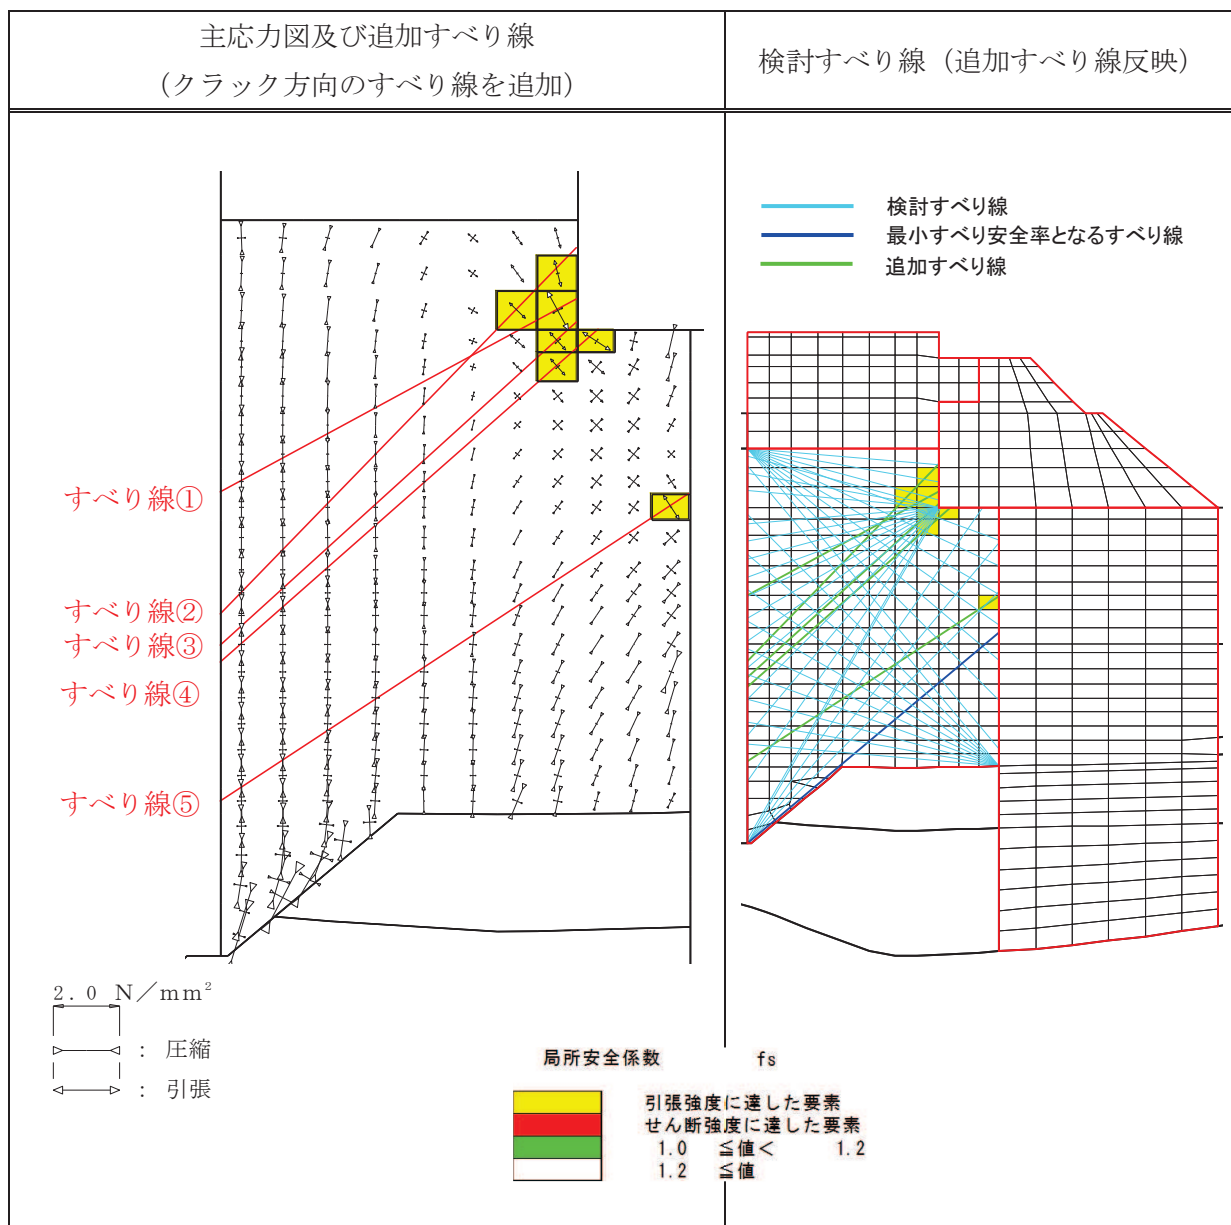 主応力図及び追加すべり線
(クラック方向のすべり線を追加)
検討すべり線（追加すべり線反映）
検討すべり線
最小すべり安全率となるすべり線
追加すべり線
すべり線①
すべり線②
すべり線③
すべり線④
すべり線⑤
2.0 N／mm²
： 圧縮
： 引張
局所安全係数 fs
引張強度に達した要素
せん断強度に達した要素
1.0 ≦値＜ 1.2
1.2 ≦値